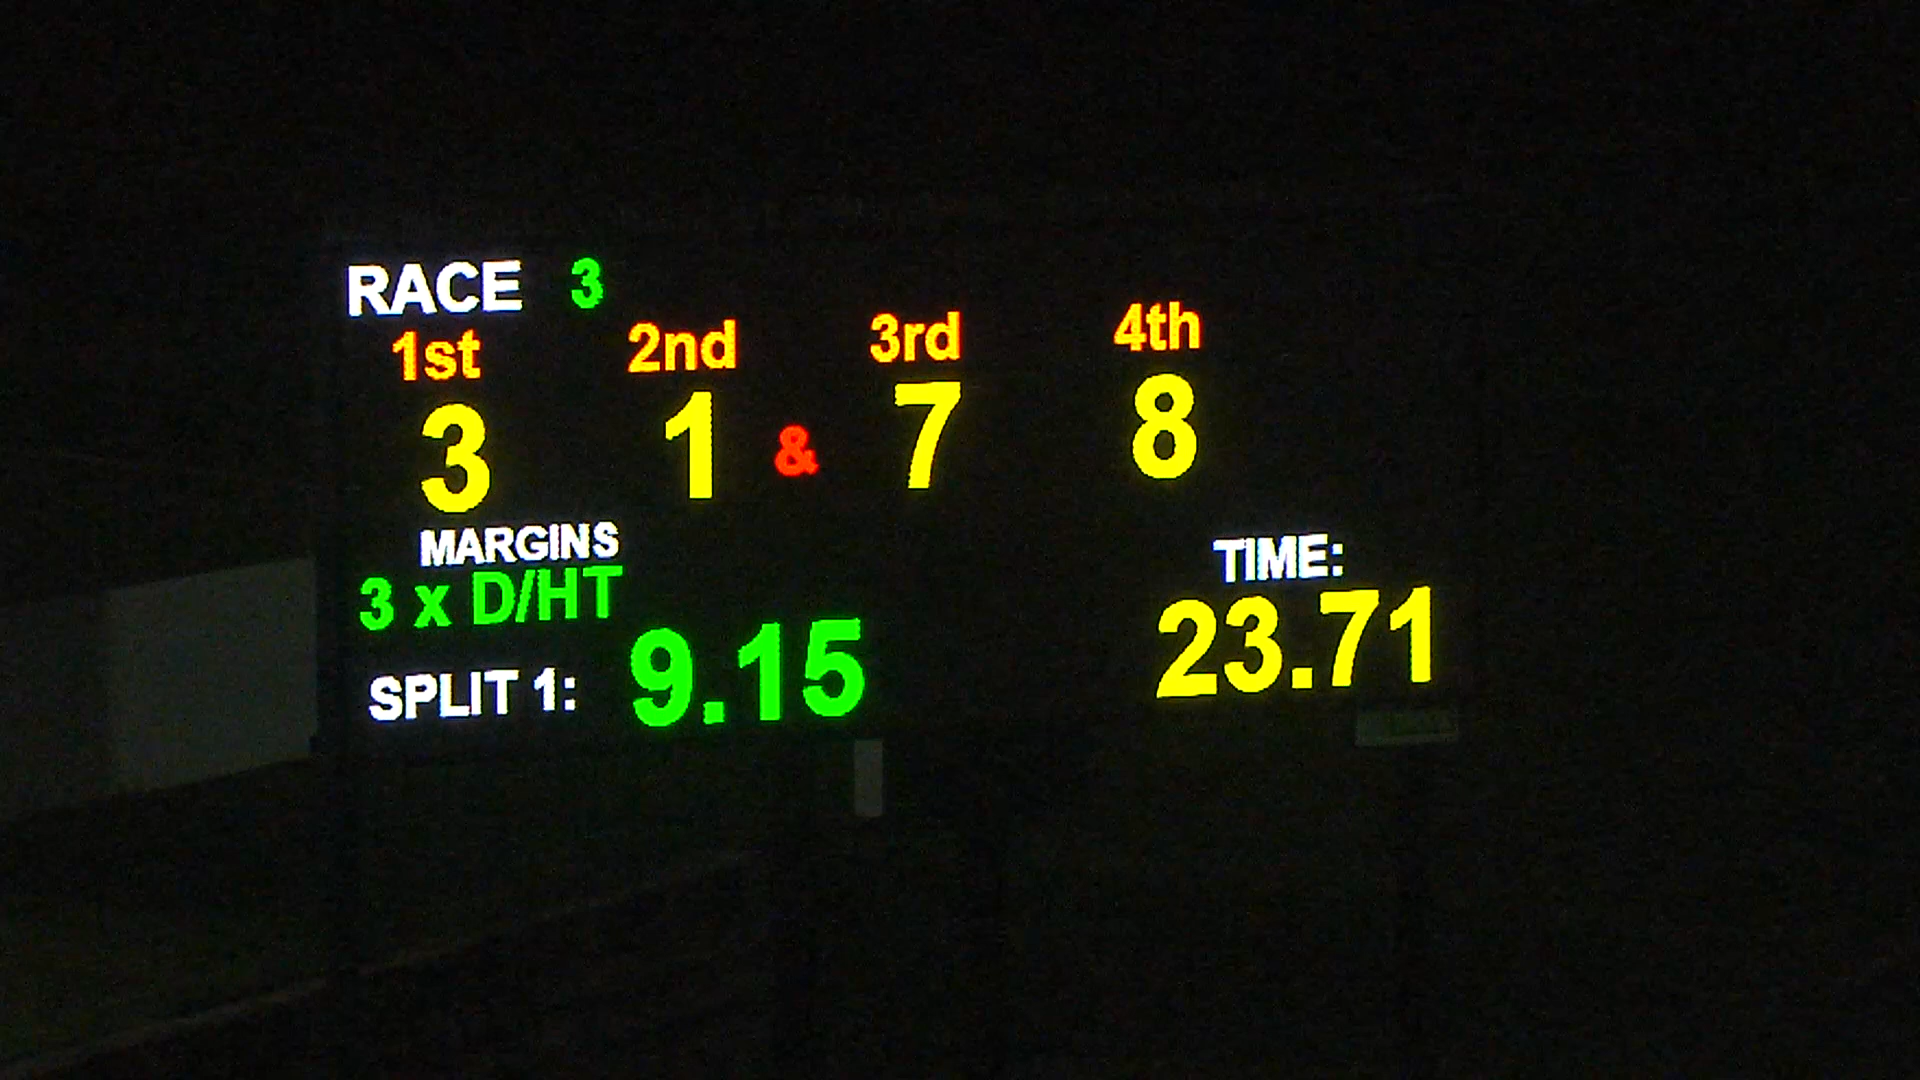 RACE 3
1st 2nd 3rd 4th
3 1 & 7 8
MARGINS
3 x D/HT
SPLIT 1: 9.15
TIME:
23.71